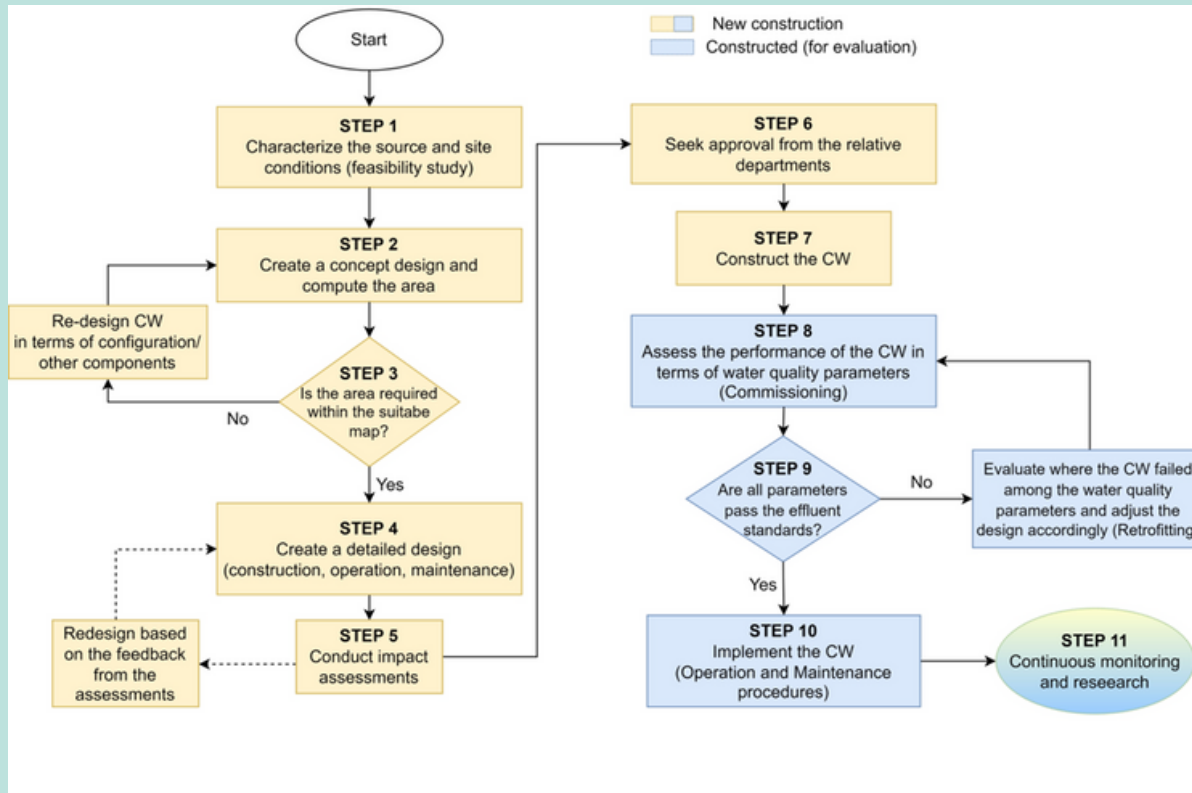 Start
New construction
Constructed (for evaluation)
STEP 1
Characterize the source and site
conditions (feasibility study)
STEP 2
Create a concept design and
compute the area
Re-design CW
in terms of configuration/
other components
STEP 3
Is the area required
within the suitabe
map?
No
Yes
STEP 4
Create a detailed design
(construction, operation, maintenance)
Redesign based
on the feedback
from the
assessments
STEP 5
Conduct impact
assessments
STEP 6
Seek approval from the relative
departments
STEP 7
Construct the CW
STEP 8
Assess the performance of the CW in
terms of water quality parameters
(Commissioning)
STEP 9
Are all parameters
pass the effluent
standards?
No
Evaluate where the CW failed
among the water quality
parameters and adjust the
design accordingly (Retrofitting
Yes
STEP 10
Implement the CW
(Operation and Maintenance
procedures)
STEP 11
Continuous monitoring
and reseearch